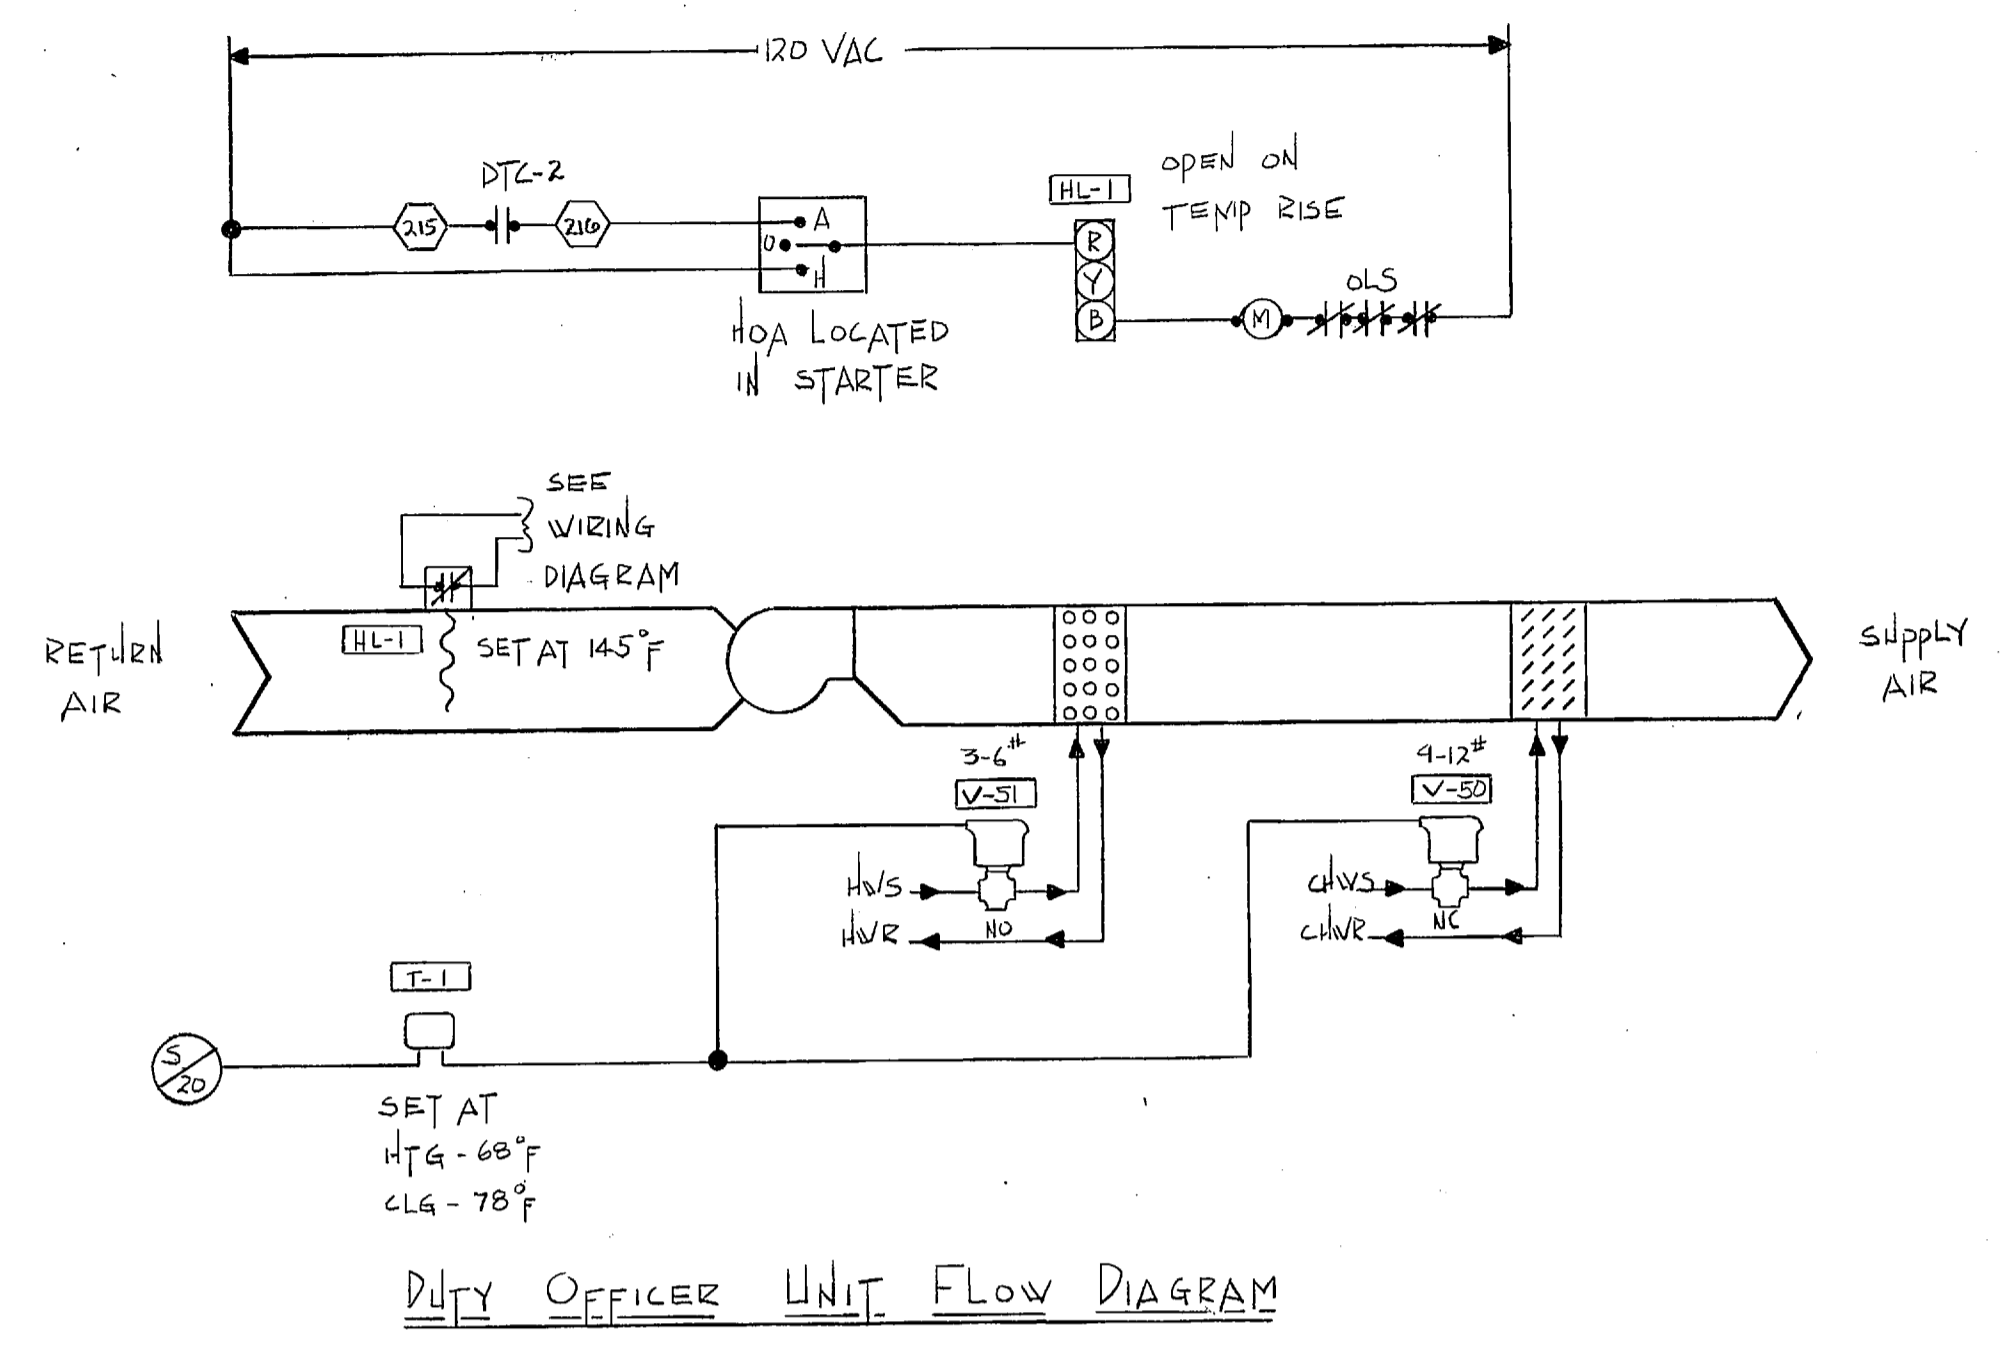 120 VAC
DTC-2
215
216
A
O
H
HOA LOCATED
IN STARTER
HL-1
OPEN ON
TEMP RISE
R
Y
B
M
OLS
SEE
WIRING
DIAGRAM
RETURN
AIR
HL-1
SET AT 145°F
SUPPLY
AIR
3-6#
V-51
HWS
HWR
NO
4-12#
V-50
CHWS
CHWR
NC
T-1
S
20
SET AT
HTG - 68°F
CLG - 78°F
DUTY OFFICER UNIT FLOW DIAGRAM